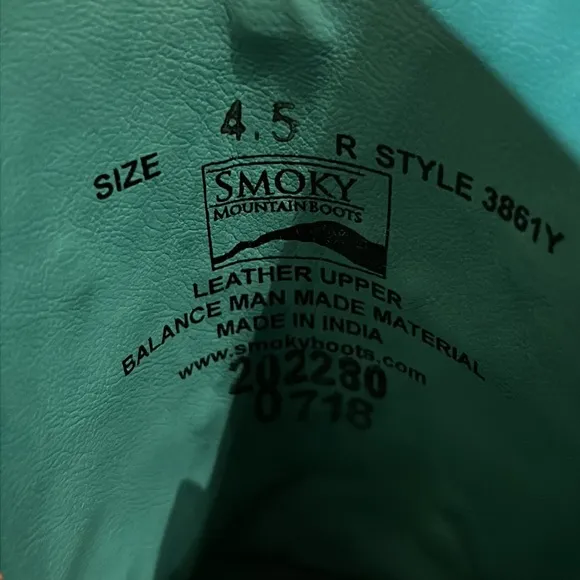 SIZE 4.5 R STYLE 3861Y
SMOKY
MOUNTAIN BOOTS
LEATHER UPPER
BALANCE MAN MADE MATERIAL
MADE IN INDIA
www.smokyboots.com
202280
0718